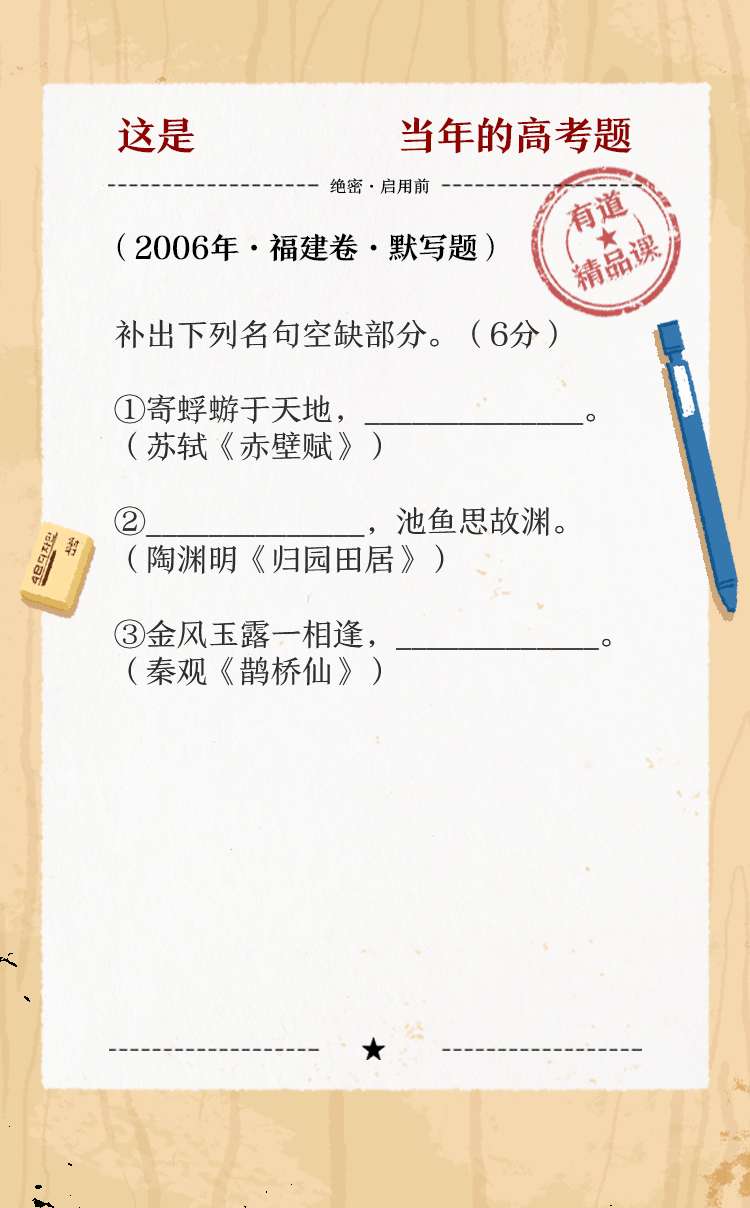 这是 当年的高考题
绝密·启用前
有道
精品课
（2006年·福建卷·默写题）
补出下列名句空缺部分。（6分）
①寄蜉蝣于天地，______________。
（苏轼《赤壁赋》）
②______________，池鱼思故渊。
（陶渊明《归园田居》）
③金风玉露一相逢，_____________。
（秦观《鹊桥仙》）